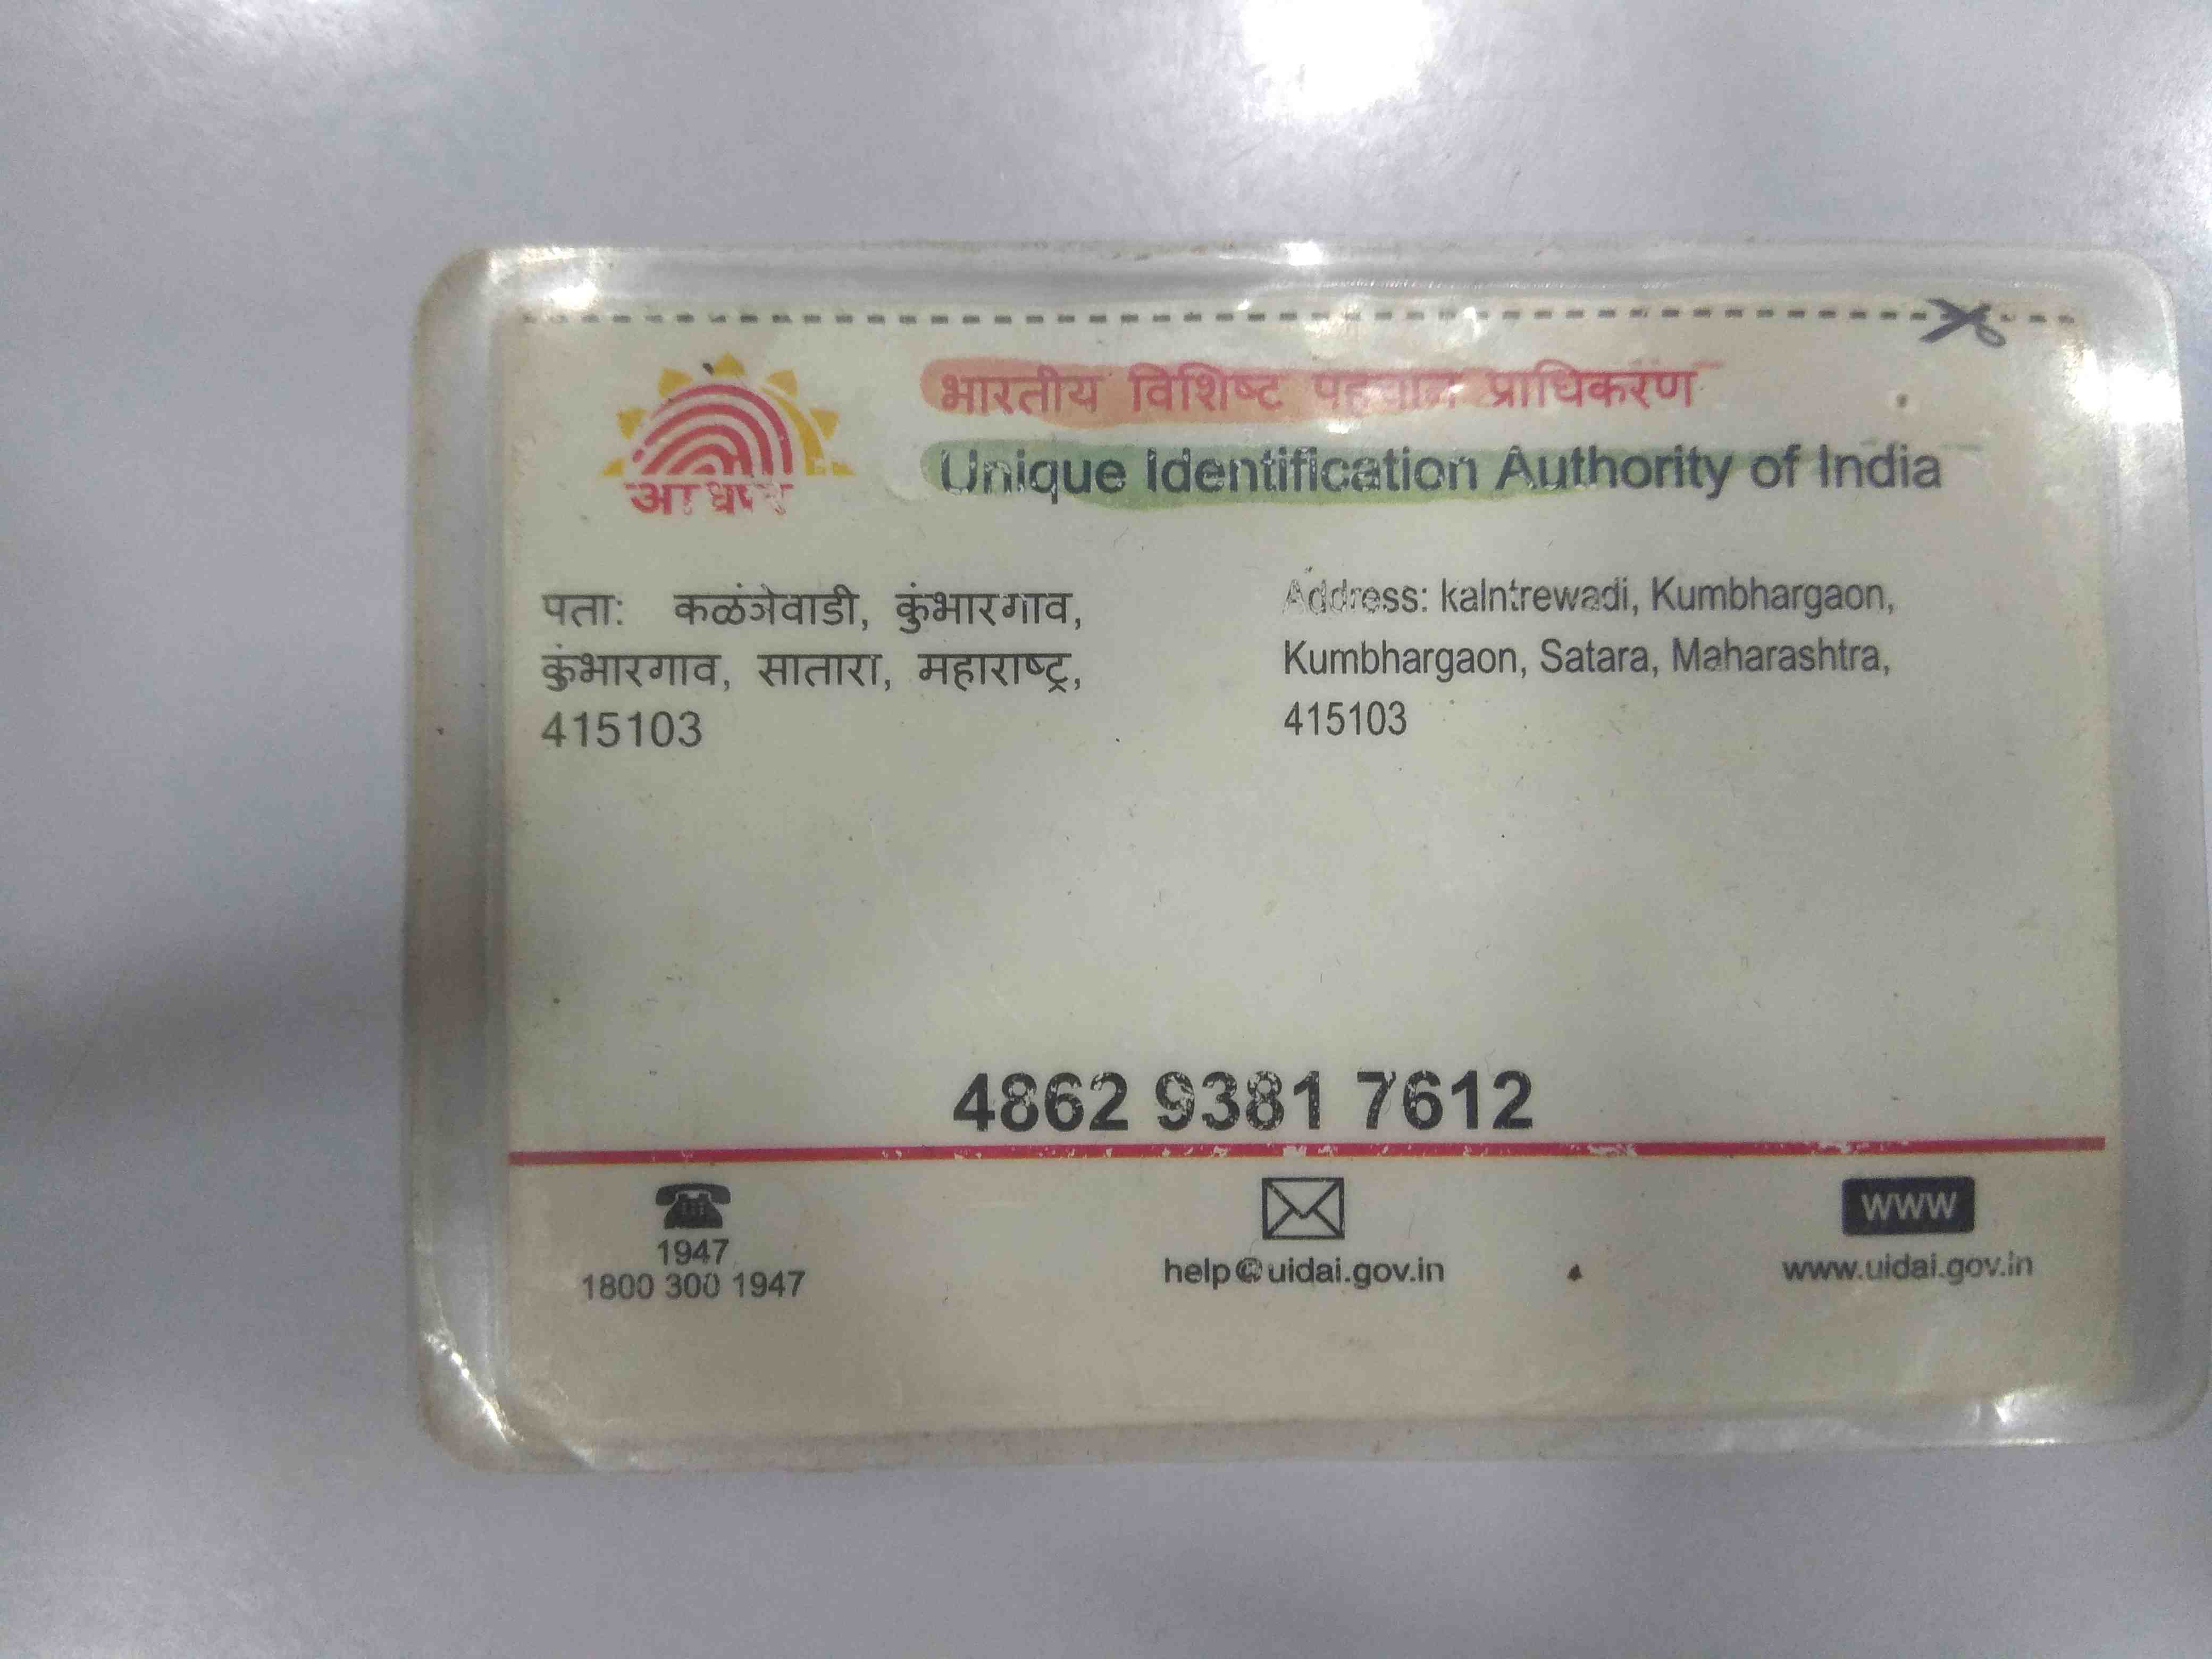 भारतीय विशिष्ट पहचान प्राधिकरण
Unique Identification Authority of India
आधार
पता: कळंत्रेवाडी, कुंभारगाव,
कुंभारगाव, सातारा, महाराष्ट्र,
415103
Address: kalntrewadi, Kumbhargaon,
Kumbhargaon, Satara, Maharashtra,
415103
4862 9381 7612
1947
1800 300 1947
help@uidai.gov.in
WWW
www.uidai.gov.in